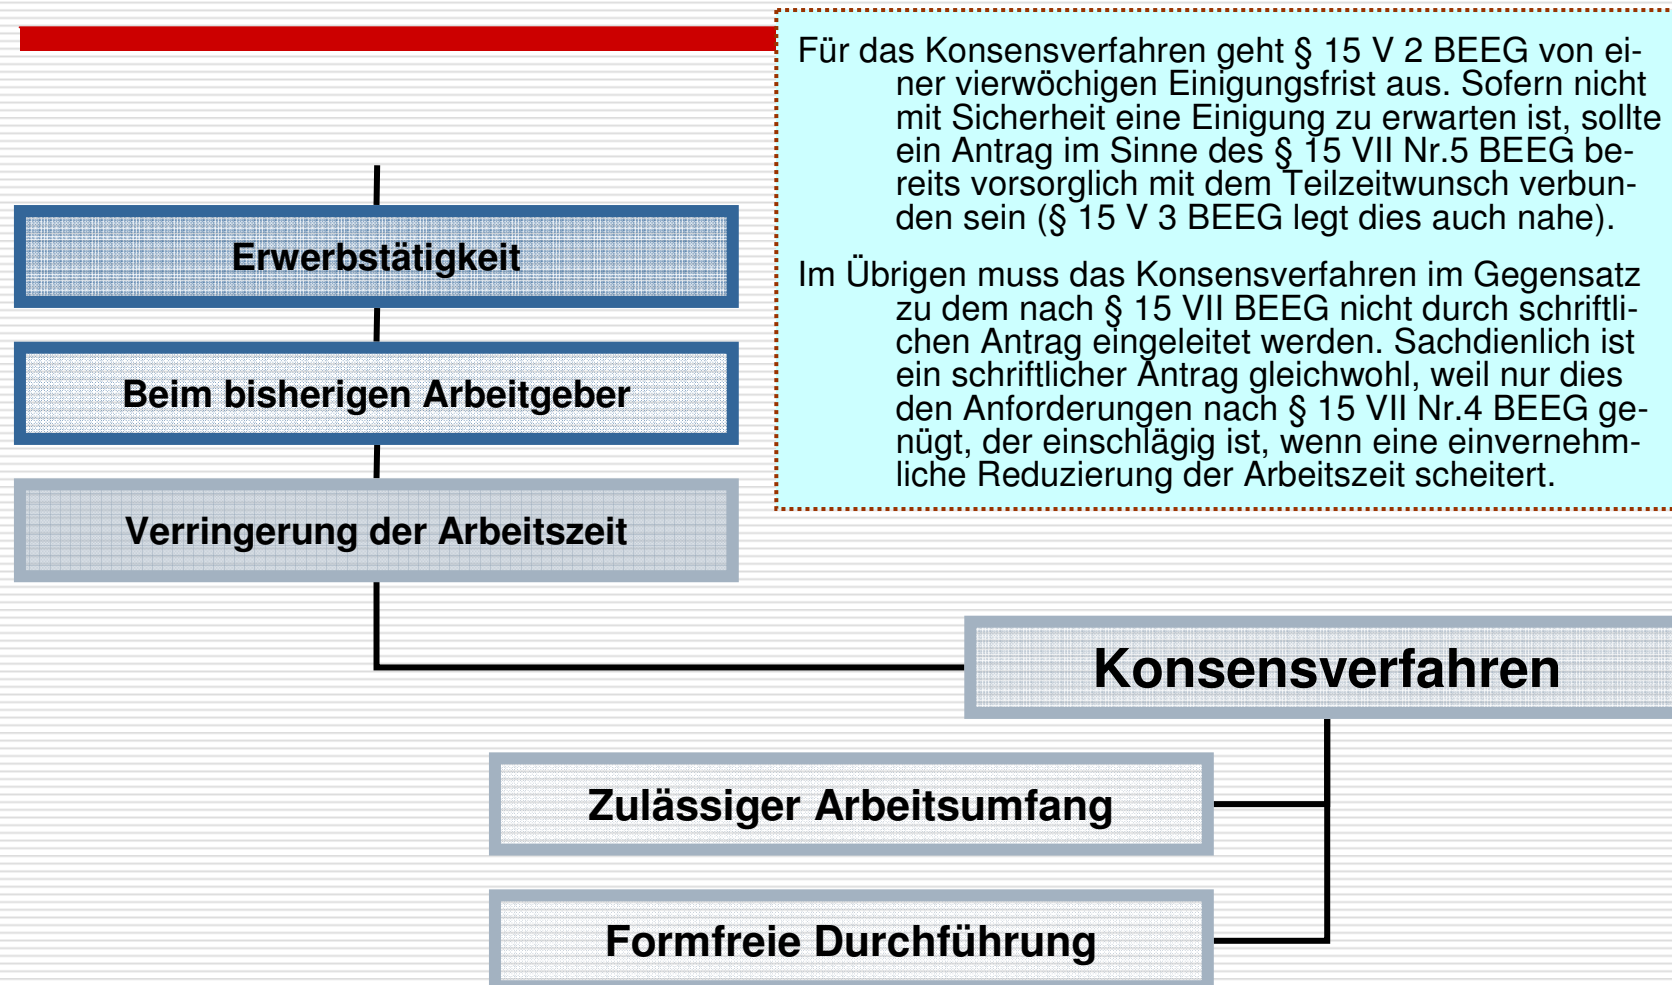 Für das Konsensverfahren geht § 15 V 2 BEEG von ei-
ner vierwöchigen Einigungsfrist aus. Sofern nicht
mit Sicherheit eine Einigung zu erwarten ist, sollte
ein Antrag im Sinne des § 15 VII Nr.5 BEEG be-
reits vorsorglich mit dem Teilzeitwunsch verbun-
den sein (§ 15 V 3 BEEG legt dies auch nahe).
Im Übrigen muss das Konsensverfahren im Gegensatz
zu dem nach § 15 VII BEEG nicht durch schriftli-
chen Antrag eingeleitet werden. Sachdienlich ist
ein schriftlicher Antrag gleichwohl, weil nur dies
den Anforderungen nach § 15 VII Nr.4 BEEG ge-
nügt, der einschlägig ist, wenn eine einvernehm-
liche Reduzierung der Arbeitszeit scheitert.
Erwerbstätigkeit
Beim bisherigen Arbeitgeber
Verringerung der Arbeitszeit
Konsensverfahren
Zulässiger Arbeitsumfang
Formfreie Durchführung